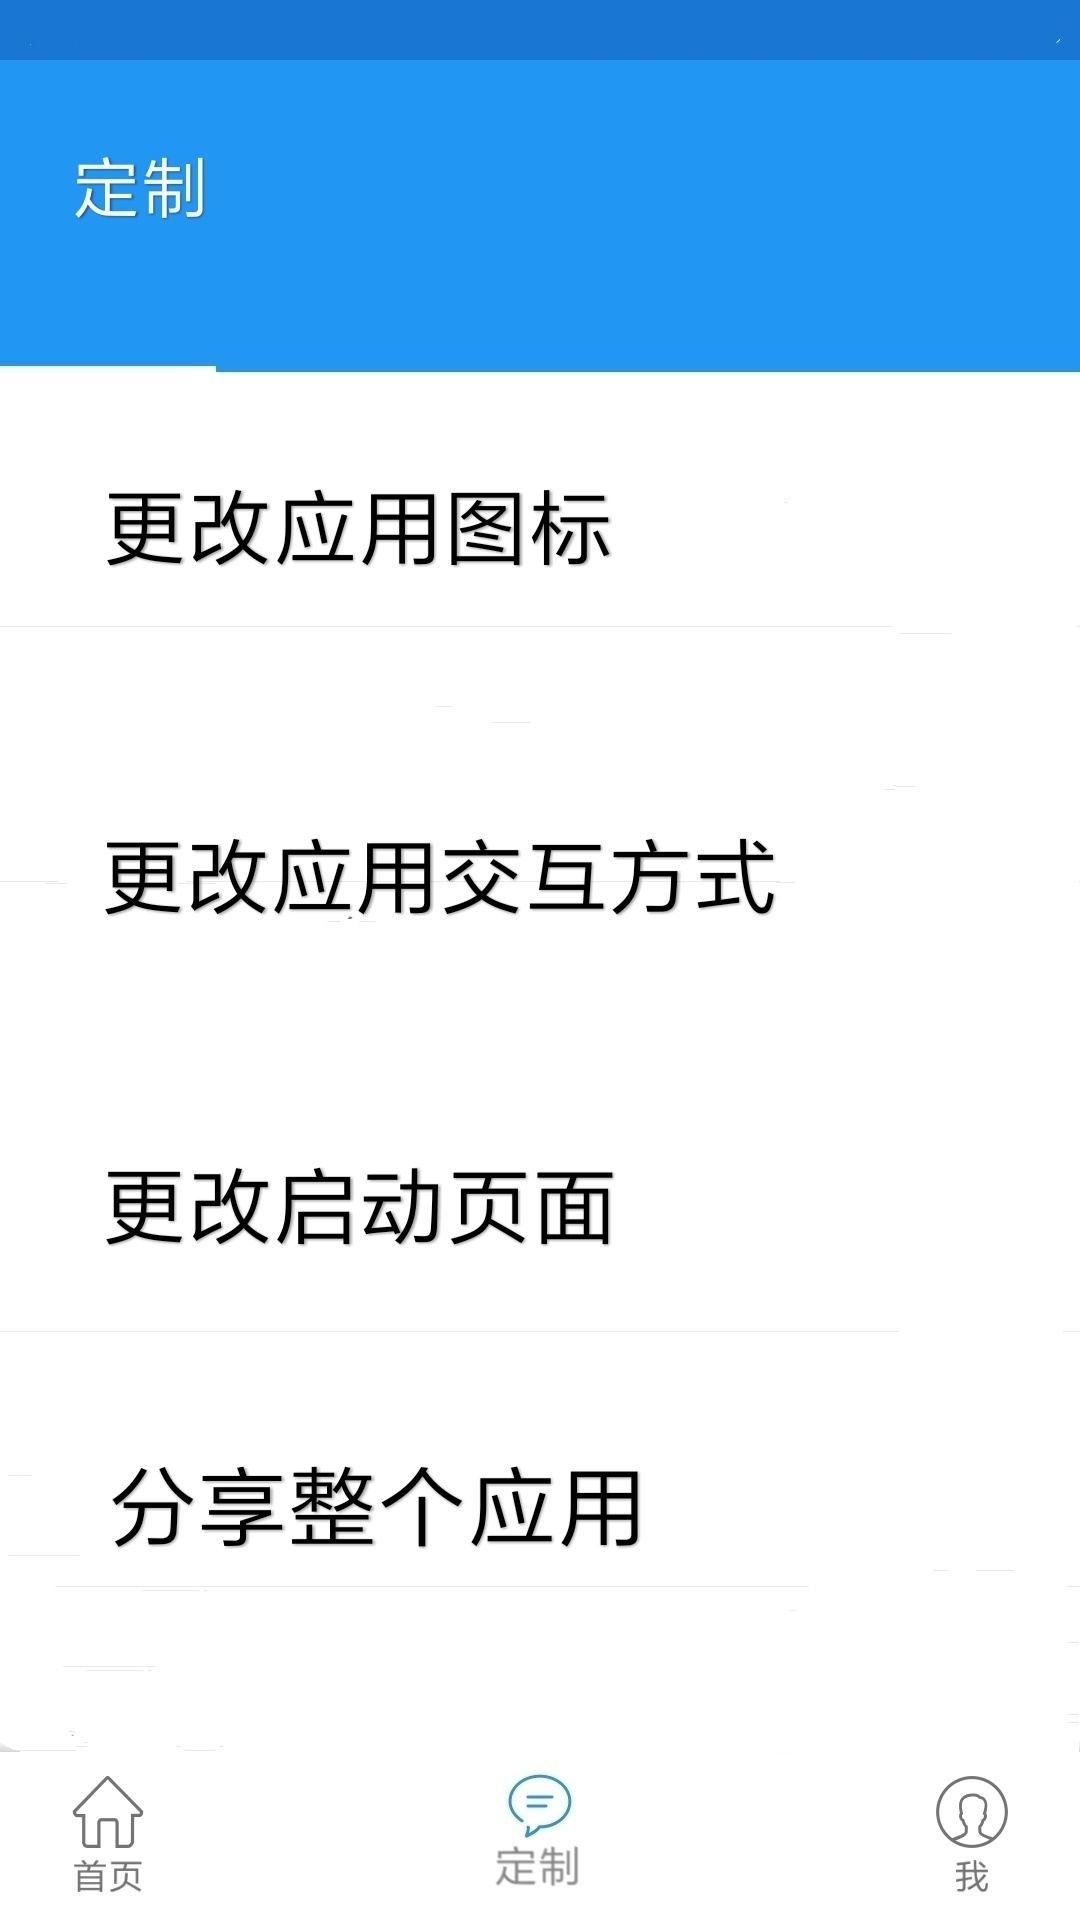 定制
更改应用图标
更改应用交互方式
更改启动页面
分享整个应用
首页
定制
我